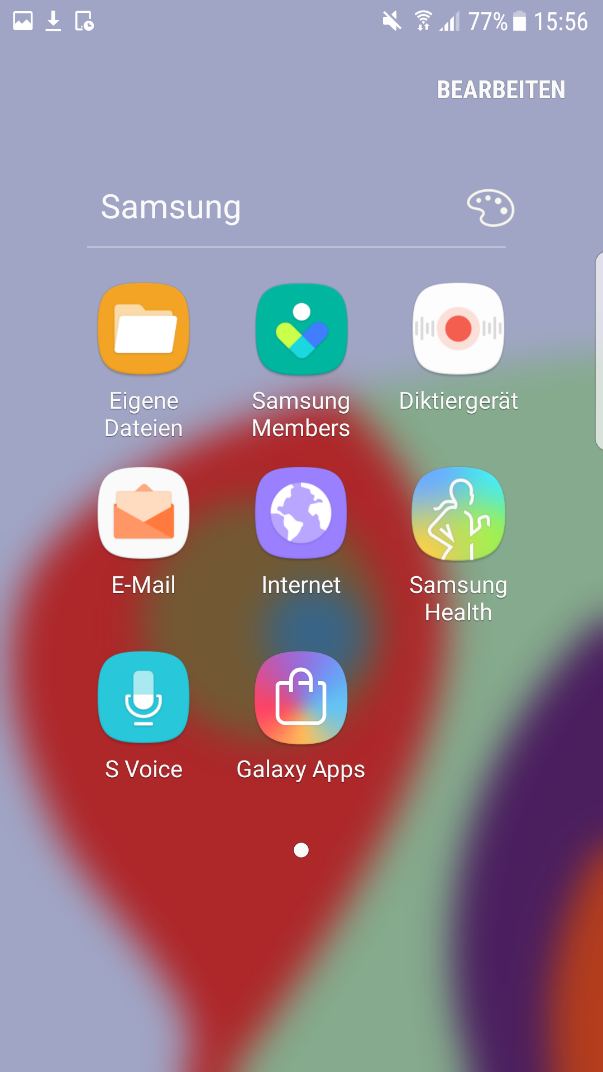 77% 15:56
BEARBEITEN
Samsung
Eigene Dateien
Samsung Members
Diktiergerät
E-Mail
Internet
Samsung Health
S Voice
Galaxy Apps